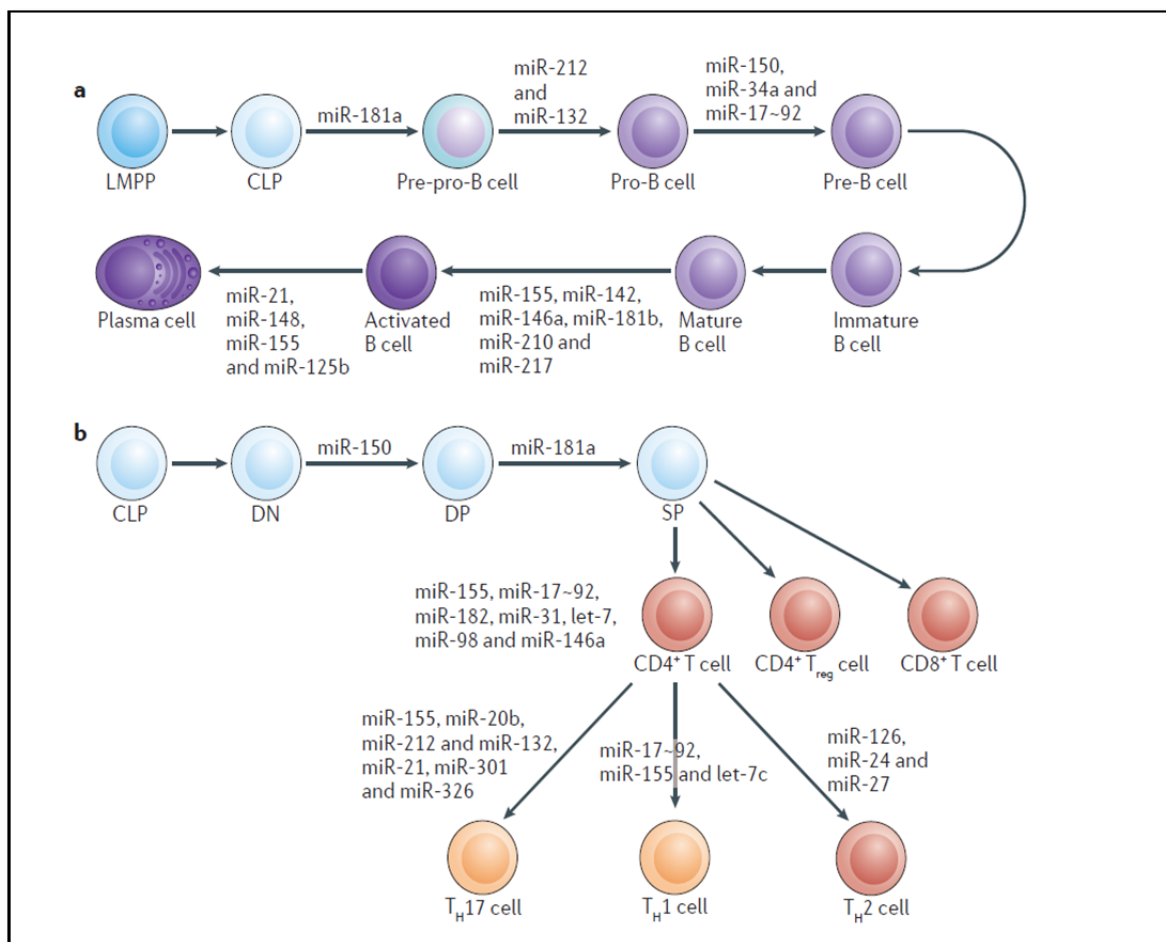 a
LMPP
CLP
miR-181a
Pre-pro-B cell
miR-212
and
miR-132
Pro-B cell
miR-150,
miR-34a and
miR-17~92
Pre-B cell
Plasma cell
miR-21,
miR-148,
miR-155
and miR-125b
Activated
B cell
miR-155, miR-142,
miR-146a, miR-181b,
miR-210 and
miR-217
Mature
B cell
Immature
B cell
b
CLP
DN
miR-150
DP
miR-181a
SP
miR-155, miR-17~92,
miR-182, miR-31, let-7,
miR-98 and miR-146a
CD4⁺ T cell
CD4⁺ Treg cell
CD8⁺ T cell
miR-155, miR-20b,
miR-212 and miR-132,
miR-21, miR-301
and miR-326
miR-17~92,
miR-155 and let-7c
miR-126,
miR-24 and
miR-27
TH17 cell
TH1 cell
TH2 cell